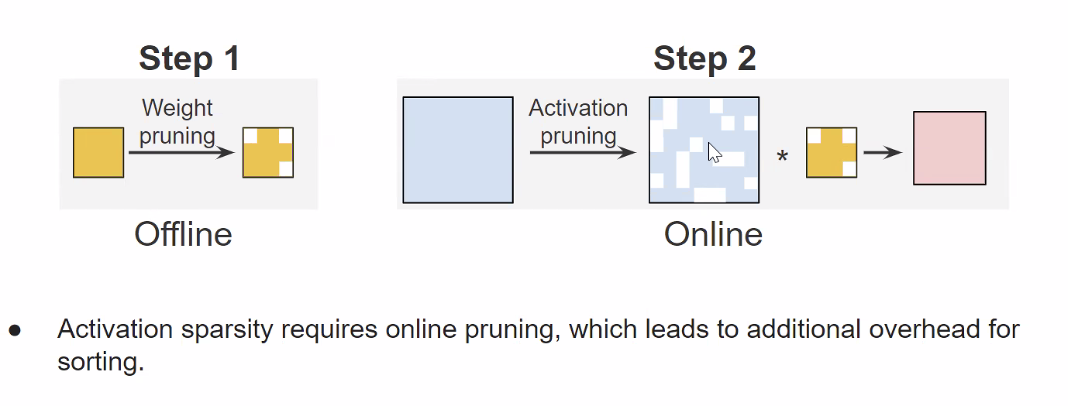 Step 1
Step 2
Weight
pruning
Activation
pruning
*
Offline
Online
● Activation sparsity requires online pruning, which leads to additional overhead for
sorting.